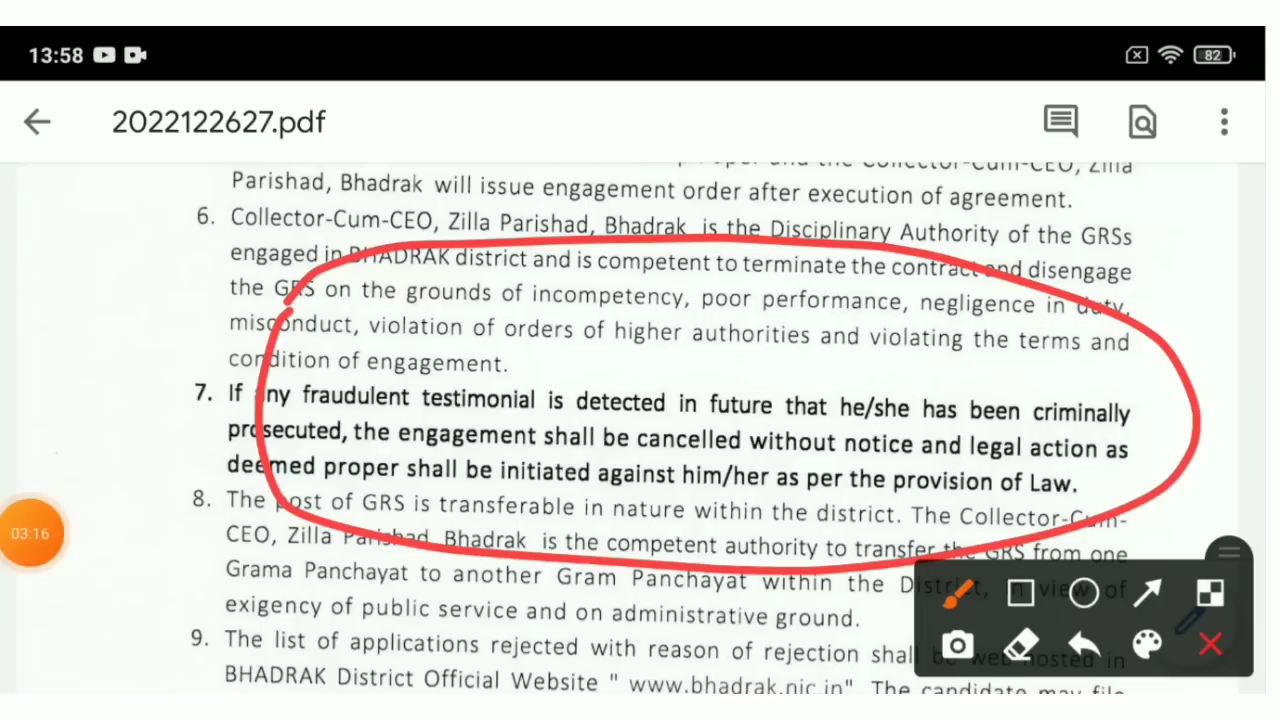 13:58
82
2022122627.pdf
the Collector-Cum-CEO, Zilla
Parishad, Bhadrak will issue engagement order after execution of agreement.
6. Collector-Cum-CEO, Zilla Parishad, Bhadrak is the Disciplinary Authority of the GRSs
engaged in BHADRAK district and is competent to terminate the contract and disengage
the GRS on the grounds of incompetency, poor performance, negligence in duty,
misconduct, violation of orders of higher authorities and violating the terms and
condition of engagement.
7. If any fraudulent testimonial is detected in future that he/she has been criminally
prosecuted, the engagement shall be cancelled without notice and legal action as
deemed proper shall be initiated against him/her as per the provision of Law.
8. The post of GRS is transferable in nature within the district. The Collector-Cum-
CEO, Zilla Parishad, Bhadrak is the competent authority to transfer the GRS from one
Grama Panchayat to another Gram Panchayat within the District, in view of
exigency of public service and on administrative ground.
03:16
9. The list of applications rejected with reason of rejection shall be web hosted in
BHADRAK District Official Website " www.bhadrak.nic.in". The candidate may file